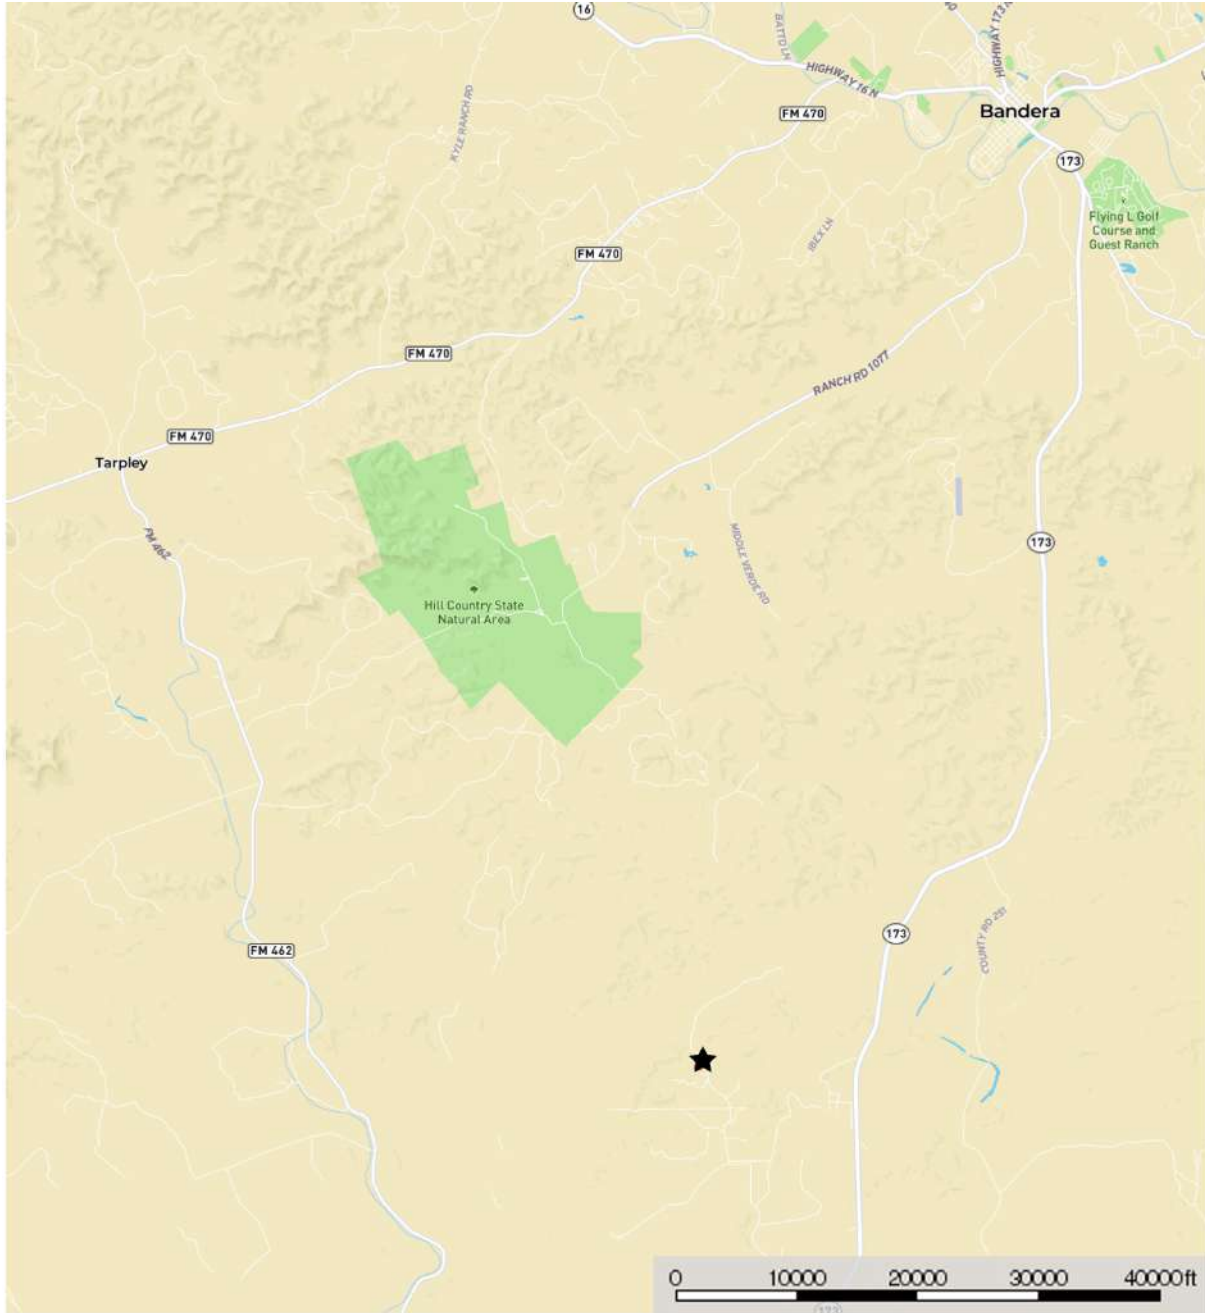 16
BATTO LN
HIGHWAY 173 N
HIGHWAY 16 N
KYLE RANCH RD
FM 470
Bandera
173
Flying L Golf
Course and
Guest Ranch
IBEX LN
FM 470
FM 470
RANCH RD 1077
FM 470
Tarpley
FM 462
MIDDLE VERDE RD
173
Hill Country State
Natural Area
173
COUNTY RD 251
FM 462
0 10000 20000 30000 40000ft
173